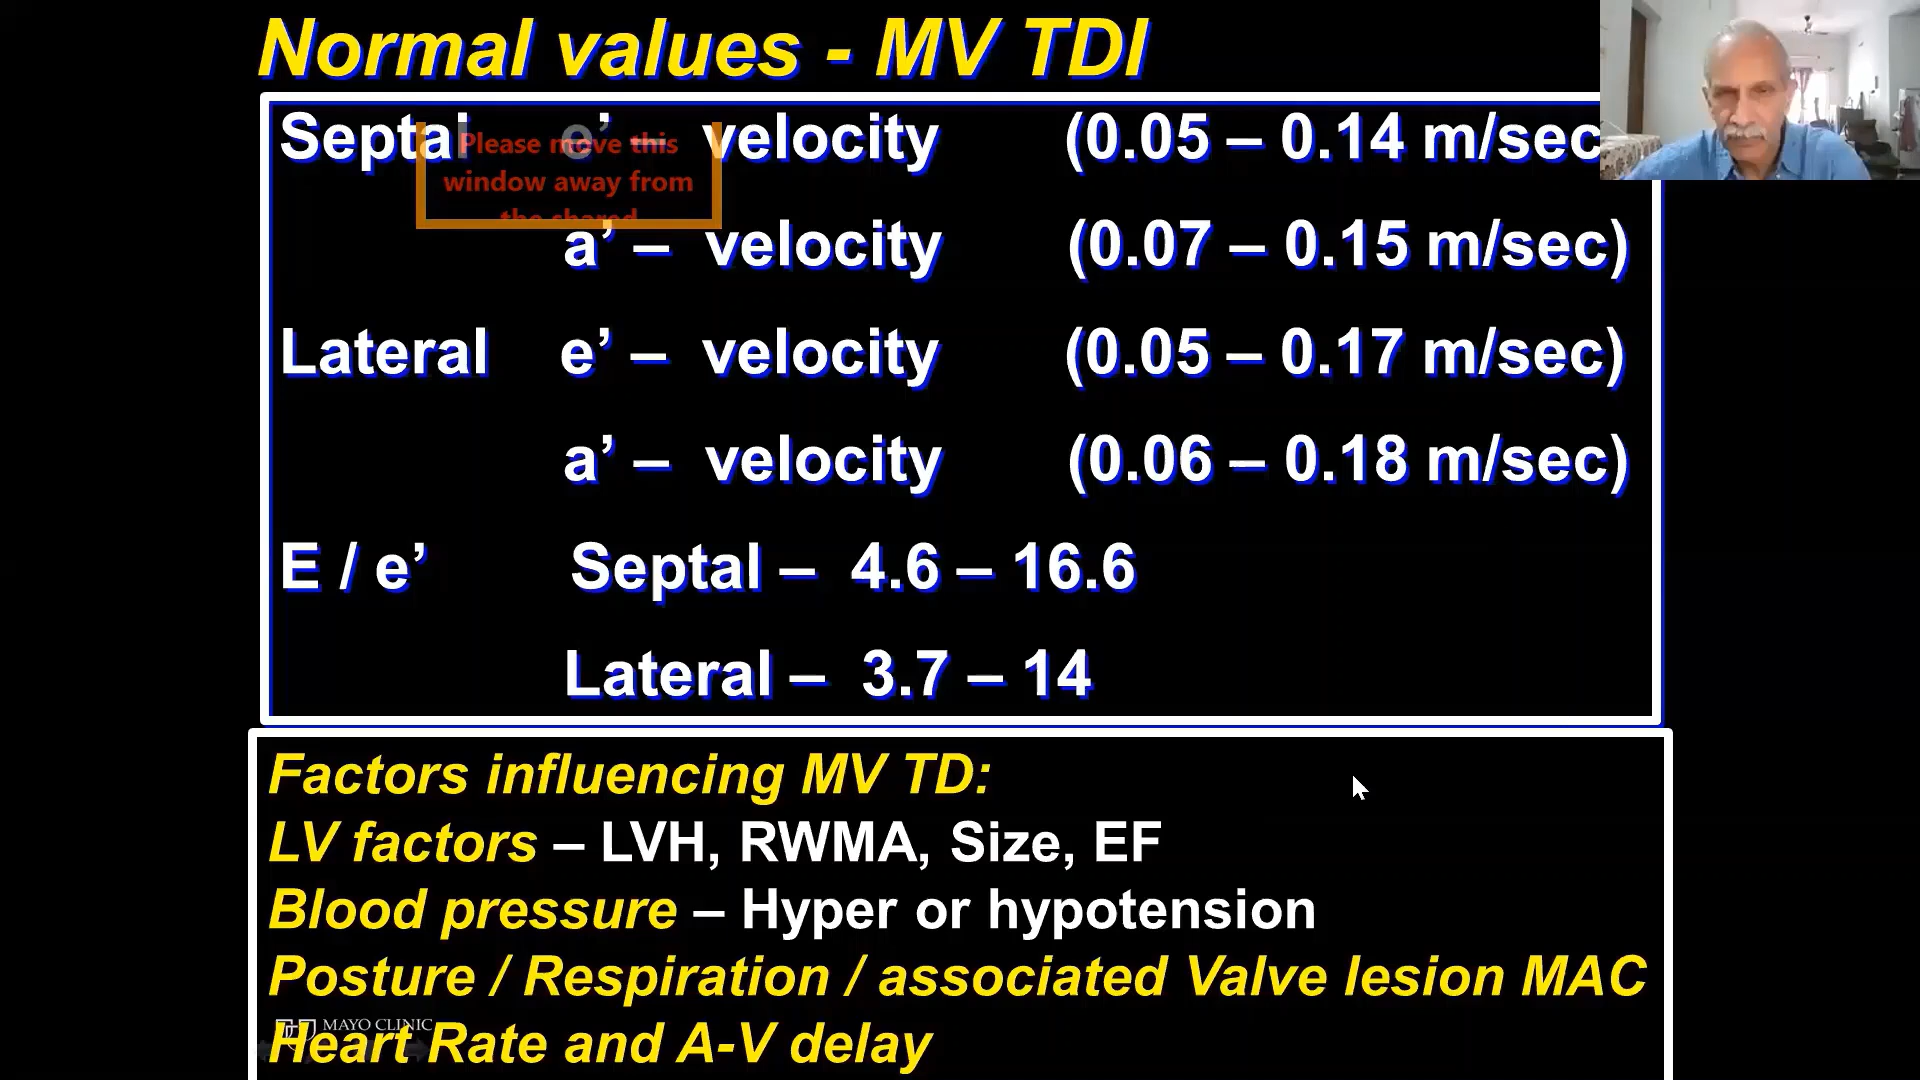 Normal values - MV TDI
Septal e’ – velocity (0.05 – 0.14 m/sec
Please move this
window away from
the shared
a’ – velocity (0.07 – 0.15 m/sec)
Lateral e’ – velocity (0.05 – 0.17 m/sec)
a’ – velocity (0.06 – 0.18 m/sec)
E / e’ Septal – 4.6 – 16.6
Lateral – 3.7 – 14
Factors influencing MV TD:
LV factors – LVH, RWMA, Size, EF
Blood pressure – Hyper or hypotension
Posture / Respiration / associated Valve lesion MAC
MAYO CLINIC
Heart Rate and A-V delay